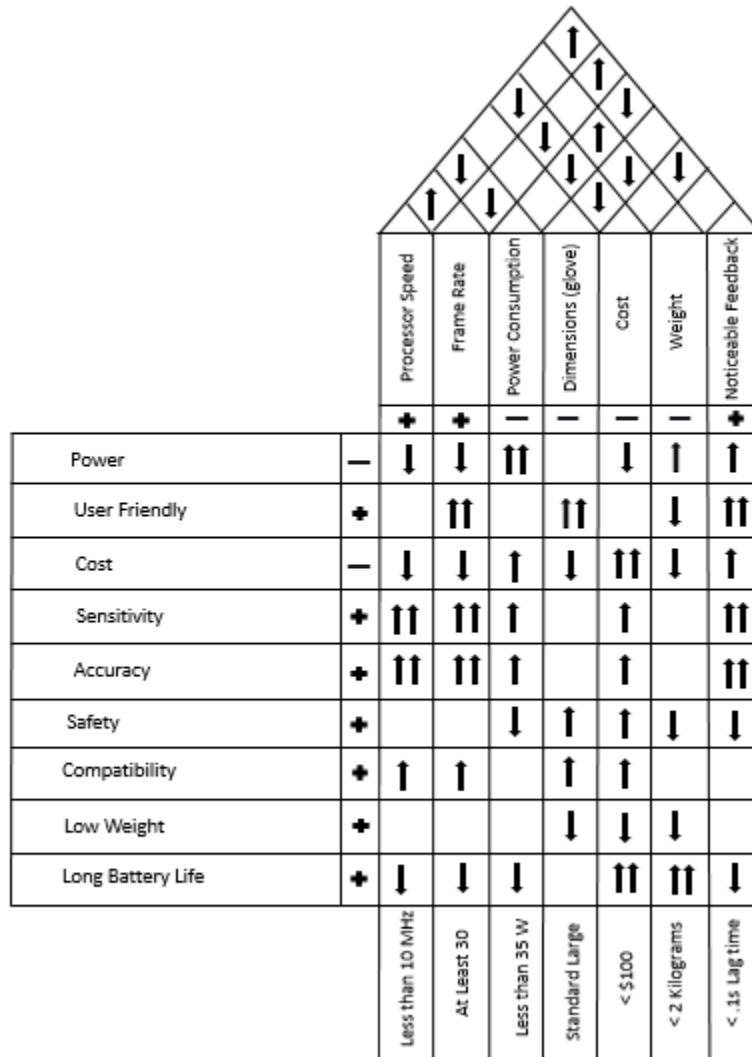 Processor Speed
Frame Rate
Power Consumption
Dimensions (glove)
Cost
Weight
Noticeable Feedback
+ + − − − − +
Power −
User Friendly +
Cost −
Sensitivity +
Accuracy +
Safety +
Compatibility +
Low Weight +
Long Battery Life +
Less than 10 MHz
At Least 30
Less than 35 W
Standard Large
< $100
< 2 Kilograms
< .1s Lag time